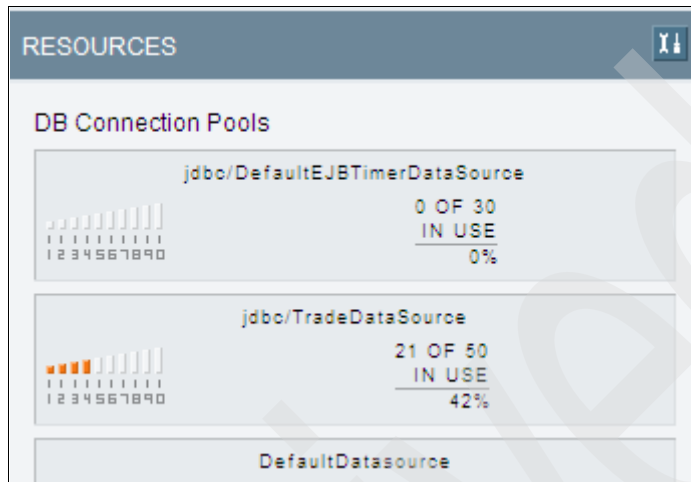 RESOURCES
DB Connection Pools
jdbc/DefaultEJBTimerDataSource
0 OF 30
IN USE
0%
1 2 3 4 5 6 7 8 9 0
jdbc/TradeDataSource
21 OF 50
IN USE
42%
1 2 3 4 5 6 7 8 9 0
DefaultDatasource